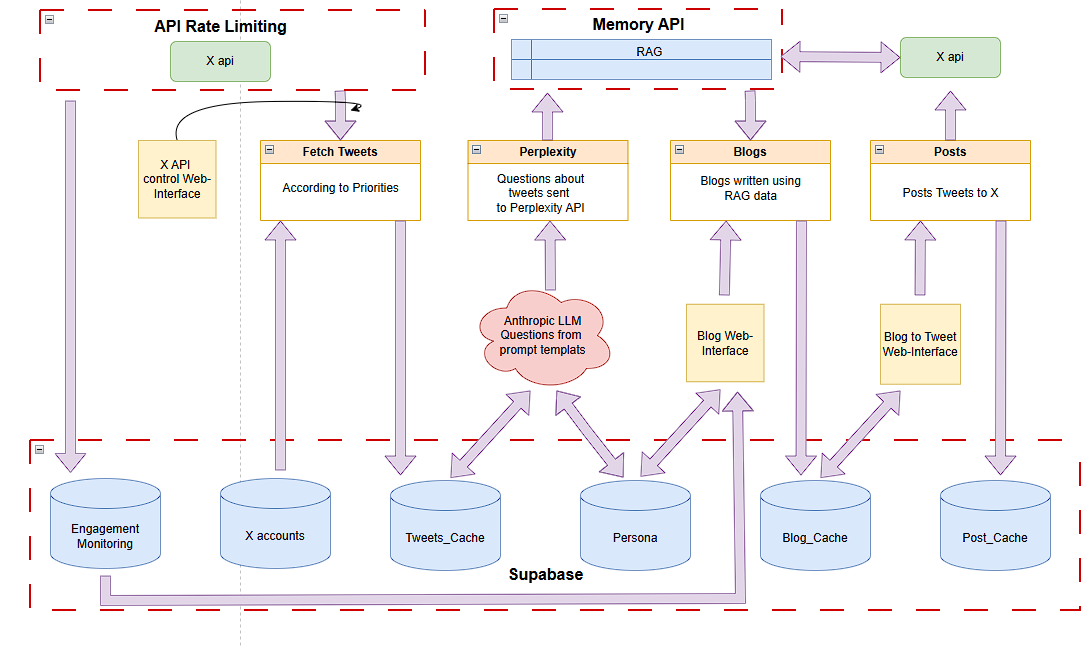 API Rate Limiting
X api
Memory API
RAG
X api
X API
control Web-
Interface
Fetch Tweets
According to Priorities
Perplexity
Questions about
tweets sent
to Perplexity API
Blogs
Blogs written using
RAG data
Posts
Posts Tweets to X
Anthropic LLM
Questions from
prompt templats
Blog Web-
Interface
Blog to Tweet
Web-Interface
Engagement
Monitoring
X accounts
Tweets_Cache
Persona
Blog_Cache
Post_Cache
Supabase